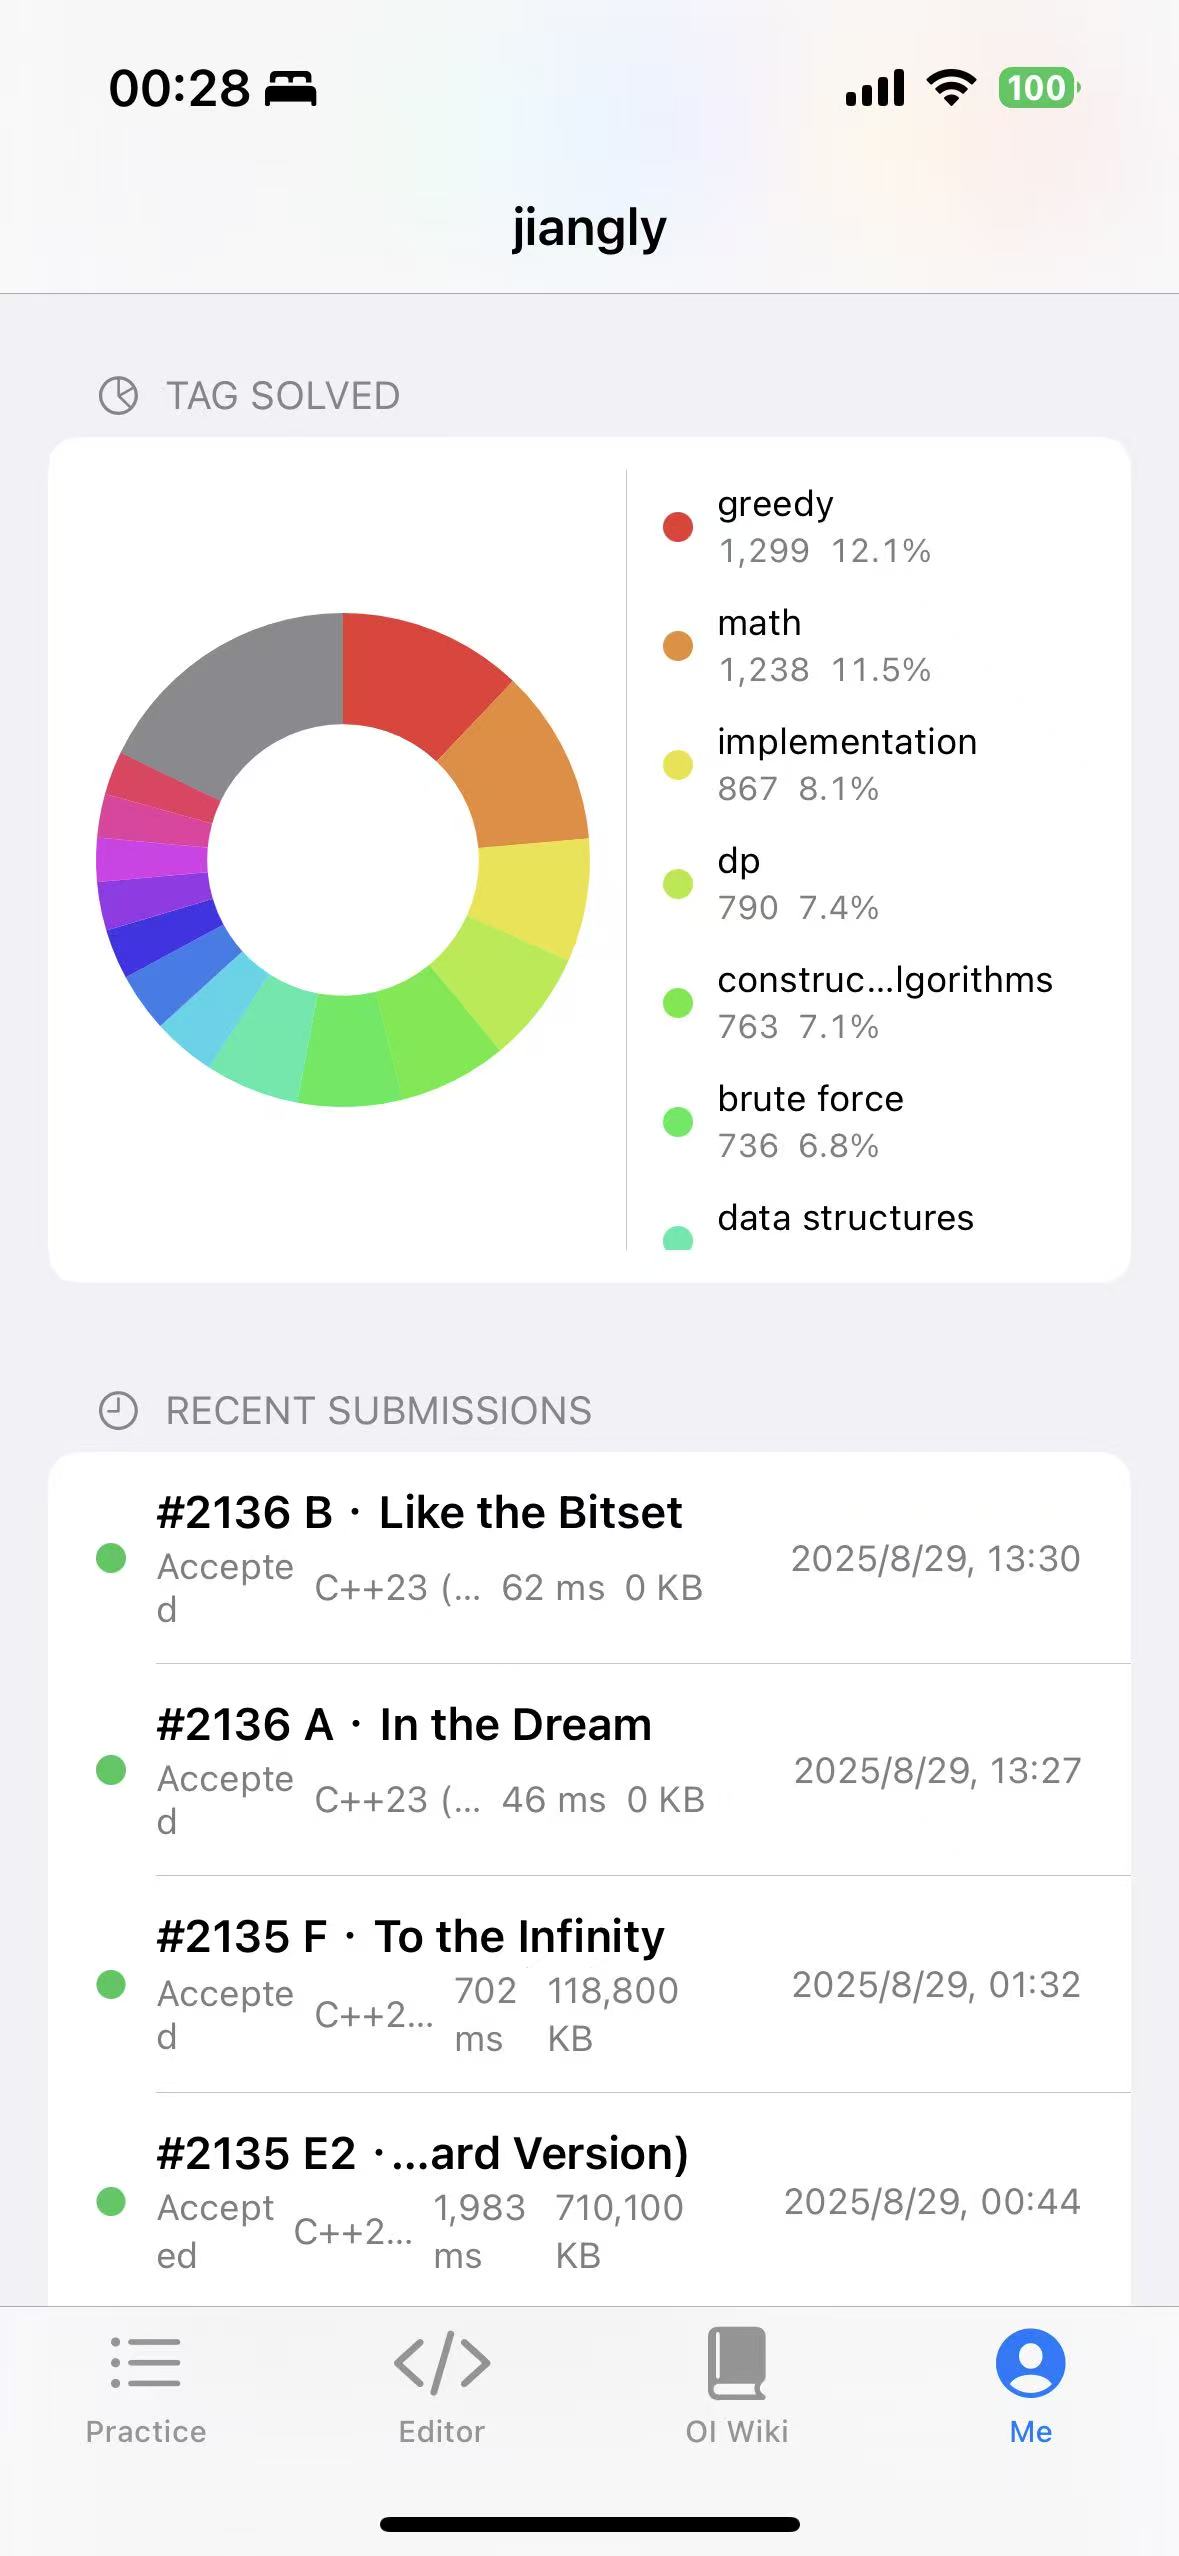 00:28
100
jiangly
TAG SOLVED
greedy
1,299 12.1%
math
1,238 11.5%
implementation
867 8.1%
dp
790 7.4%
construc...lgorithms
763 7.1%
brute force
736 6.8%
data structures
RECENT SUBMISSIONS
#2136 B · Like the Bitset
Accepte
d
C++23 (... 62 ms 0 KB
2025/8/29, 13:30
#2136 A · In the Dream
Accepte
d
C++23 (... 46 ms 0 KB
2025/8/29, 13:27
#2135 F · To the Infinity
Accepte
d
C++2...
702
ms
118,800
KB
2025/8/29, 01:32
#2135 E2 · ...ard Version)
Accept
ed
C++2...
1,983
ms
710,100
KB
2025/8/29, 00:44
Practice
Editor
OI Wiki
Me